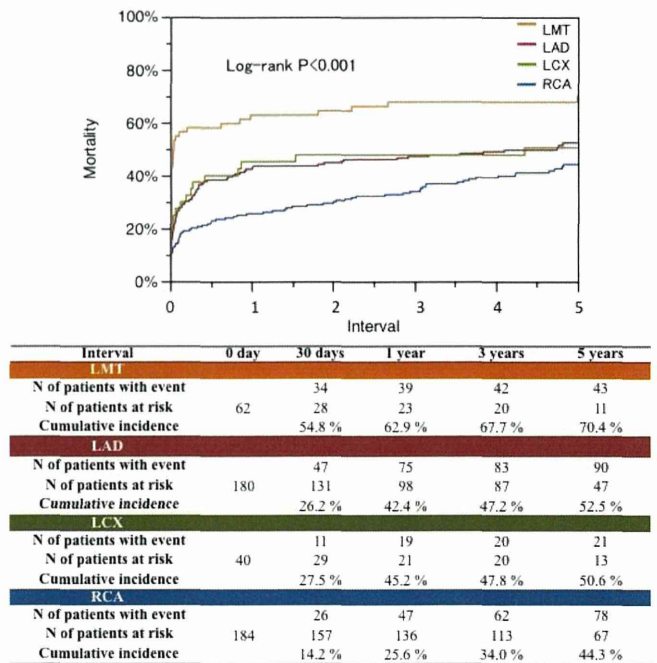 100%
80%
60%
40%
20%
0%
Mortality
Log-rank P<0.001
LMT
LAD
LCX
RCA
0 1 2 3 4 5
Interval
Interval 0 day 30 days 1 year 3 years 5 years
LMT
N of patients with event 34 39 42 43
N of patients at risk 62 28 23 20 11
Cumulative incidence 54.8 % 62.9 % 67.7 % 70.4 %
LAD
N of patients with event 47 75 83 90
N of patients at risk 180 131 98 87 47
Cumulative incidence 26.2 % 42.4 % 47.2 % 52.5 %
LCX
N of patients with event 11 19 20 21
N of patients at risk 40 29 21 20 13
Cumulative incidence 27.5 % 45.2 % 47.8 % 50.6 %
RCA
N of patients with event 26 47 62 78
N of patients at risk 184 157 136 113 67
Cumulative incidence 14.2 % 25.6 % 34.0 % 44.3 %